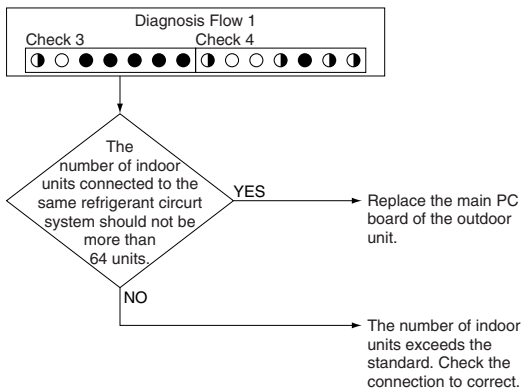 Diagnosis Flow 1
Check 3 Check 4
The
number of indoor
units connected to the
same refrigerant circurt
system should not be
more than
64 units.
YES
Replace the main PC
board of the outdoor
unit.
NO
The number of indoor
units exceeds the
standard. Check the
connection to correct.